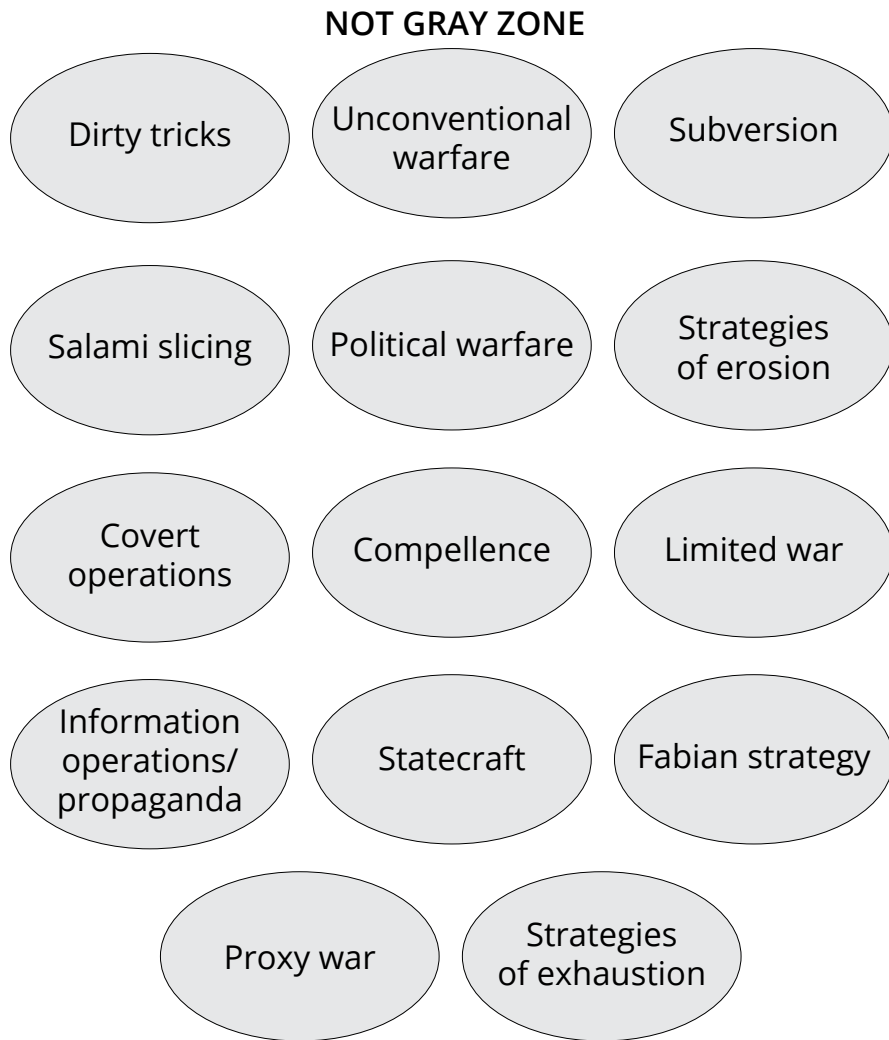 NOT GRAY ZONE
Dirty tricks
Unconventional
warfare
Subversion
Salami slicing
Political warfare
Strategies
of erosion
Covert
operations
Compellence
Limited war
Information
operations/
propaganda
Statecraft
Fabian strategy
Proxy war
Strategies
of exhaustion